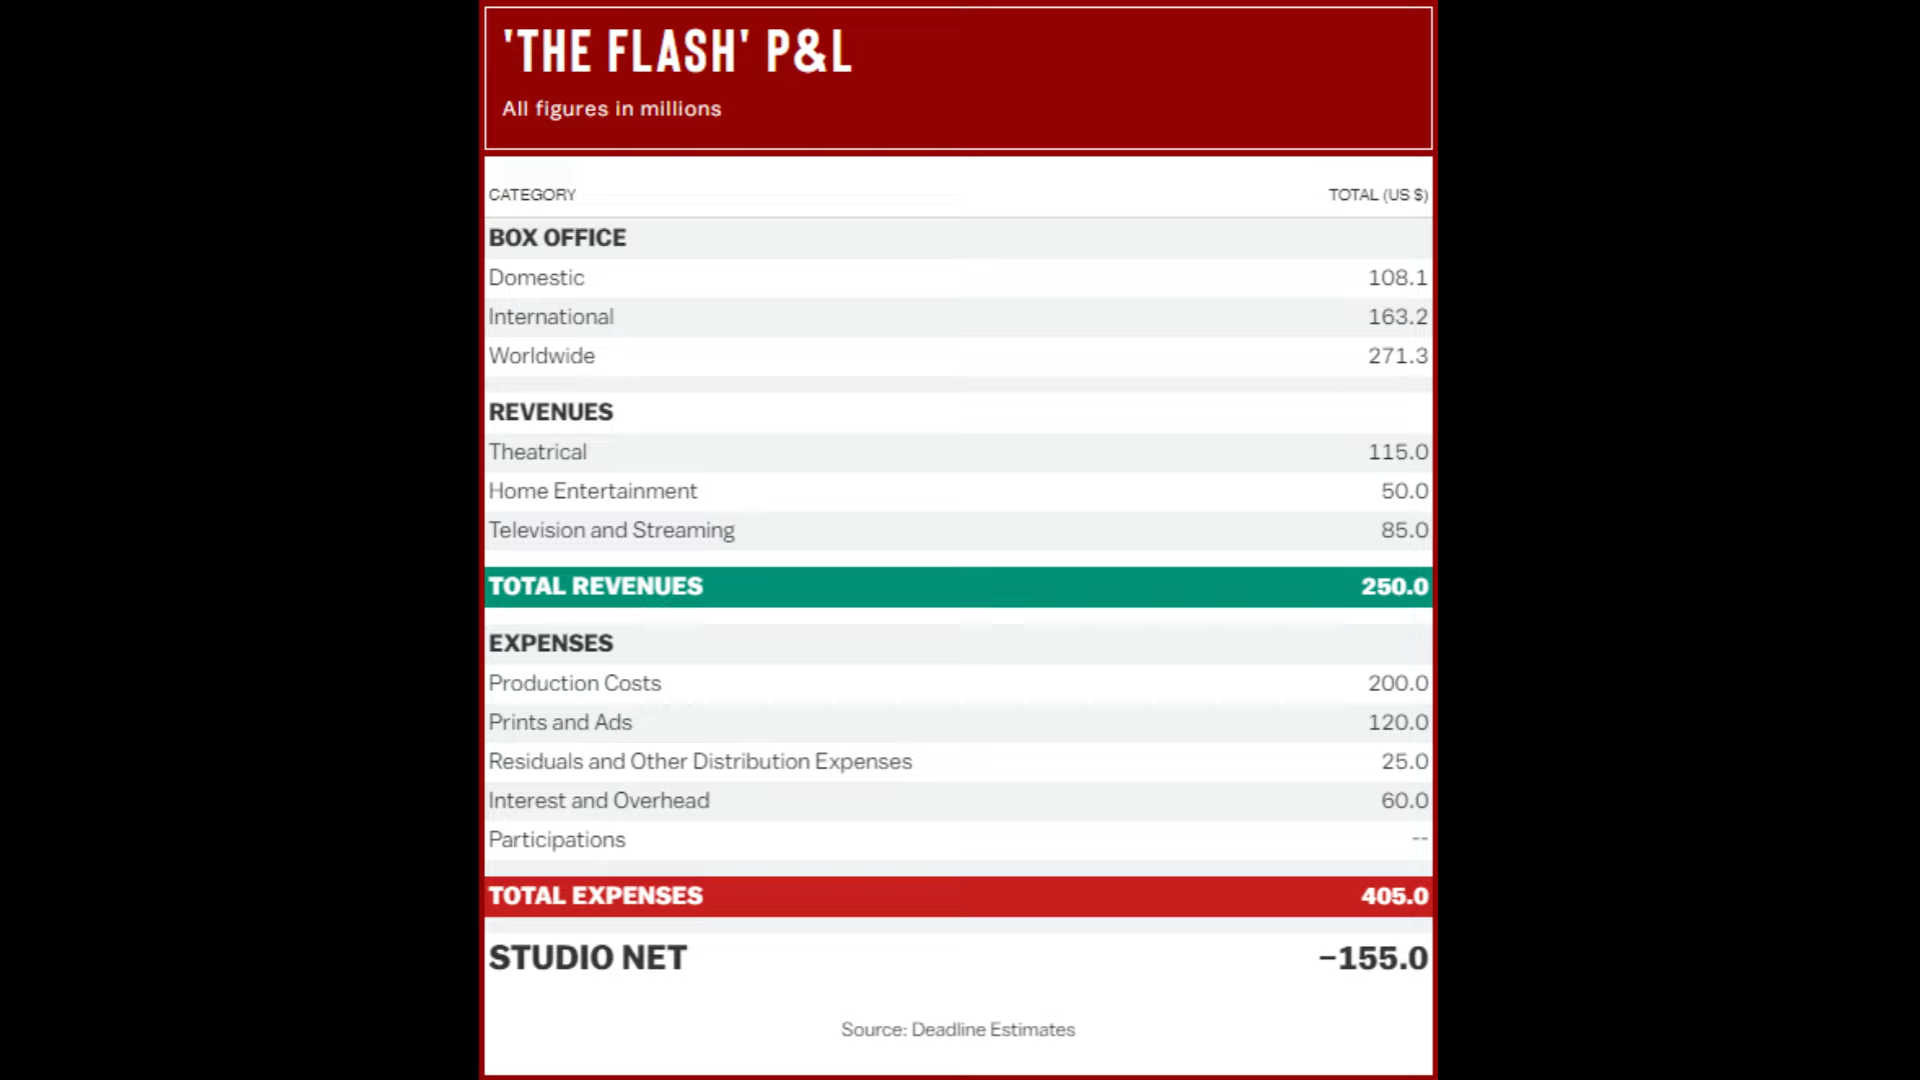 'THE FLASH' P&L
All figures in millions
CATEGORY TOTAL (US $)
BOX OFFICE
Domestic 108.1
International 163.2
Worldwide 271.3
REVENUES
Theatrical 115.0
Home Entertainment 50.0
Television and Streaming 85.0
TOTAL REVENUES 250.0
EXPENSES
Production Costs 200.0
Prints and Ads 120.0
Residuals and Other Distribution Expenses 25.0
Interest and Overhead 60.0
Participations --
TOTAL EXPENSES 405.0
STUDIO NET −155.0
Source: Deadline Estimates